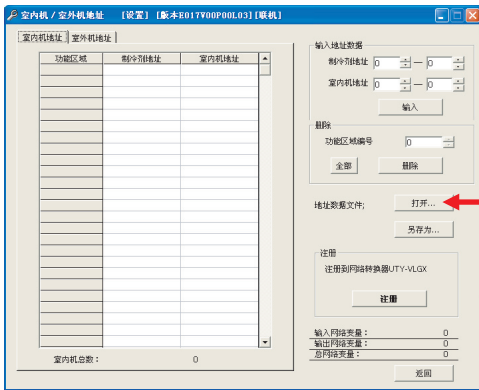 室内机／室外机地址 [设置] [版本E017V00P00L03][联机]
室内机地址 室外机地址
功能区域 制冷剂地址 室内机地址
室内机总数： 0
输入地址数据
制冷剂地址 0 — 0
室内机地址 0 — 0
输入
删除
功能区域编号 0
全部 删除
地址数据文件; 打开...
另存为...
注册
注册到网络转换器UTY-VLGX
注册
输入网络变量： 0
输出网络变量： 0
总网络变量： 0
返回